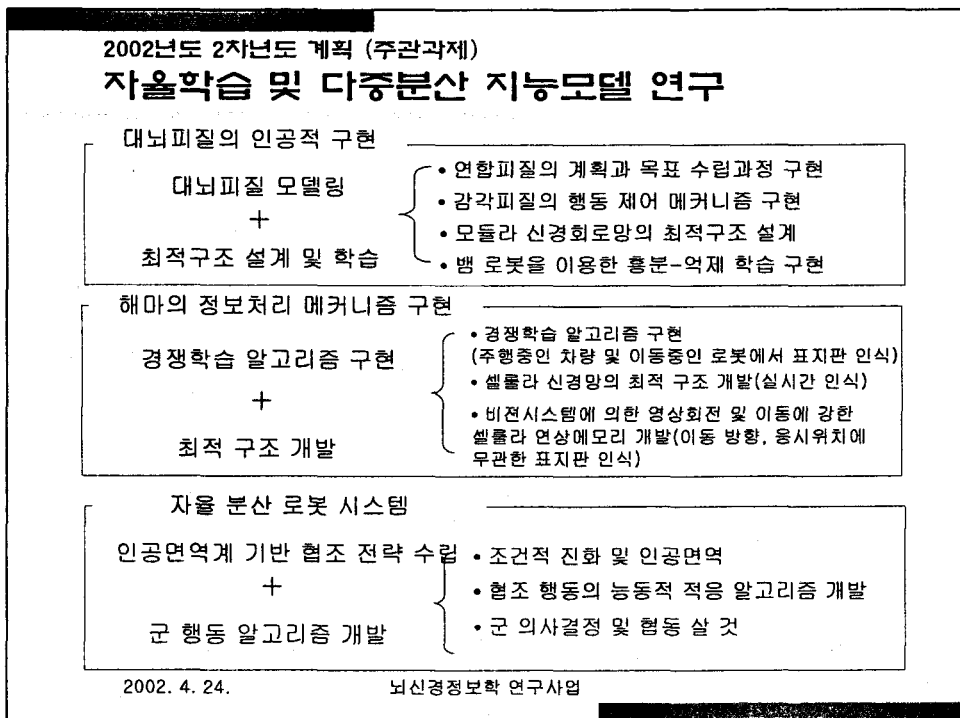 2002년도 2차년도 계획 (주관과제)
자율학습 및 다중분산 지능모델 연구
대뇌피질의 인공적 구현
대뇌피질 모델링
+
최적구조 설계 및 학습
• 연합피질의 계획과 목표 수립과정 구현
• 감각피질의 행동 제어 메커니즘 구현
• 모듈라 신경회로망의 최적구조 설계
• 뱀 로봇을 이용한 흥분-억제 학습 구현
해마의 정보처리 메커니즘 구현
경쟁학습 알고리즘 구현
+
최적 구조 개발
• 경쟁학습 알고리즘 구현
(주행중인 차량 및 이동중인 로봇에서 표지판 인식)
• 셀룰라 신경망의 최적 구조 개발(실시간 인식)
• 비젼시스템에 의한 영상회전 및 이동에 강한
셀룰라 연상메모리 개발(이동 방향, 응시위치에
무관한 표지판 인식)
자율 분산 로봇 시스템
인공면역계 기반 협조 전략 수립
+
군 행동 알고리즘 개발
• 조건적 진화 및 인공면역
• 협조 행동의 능동적 적응 알고리즘 개발
• 군 의사결정 및 협동 살 것
2002. 4. 24.
뇌신경정보학 연구사업